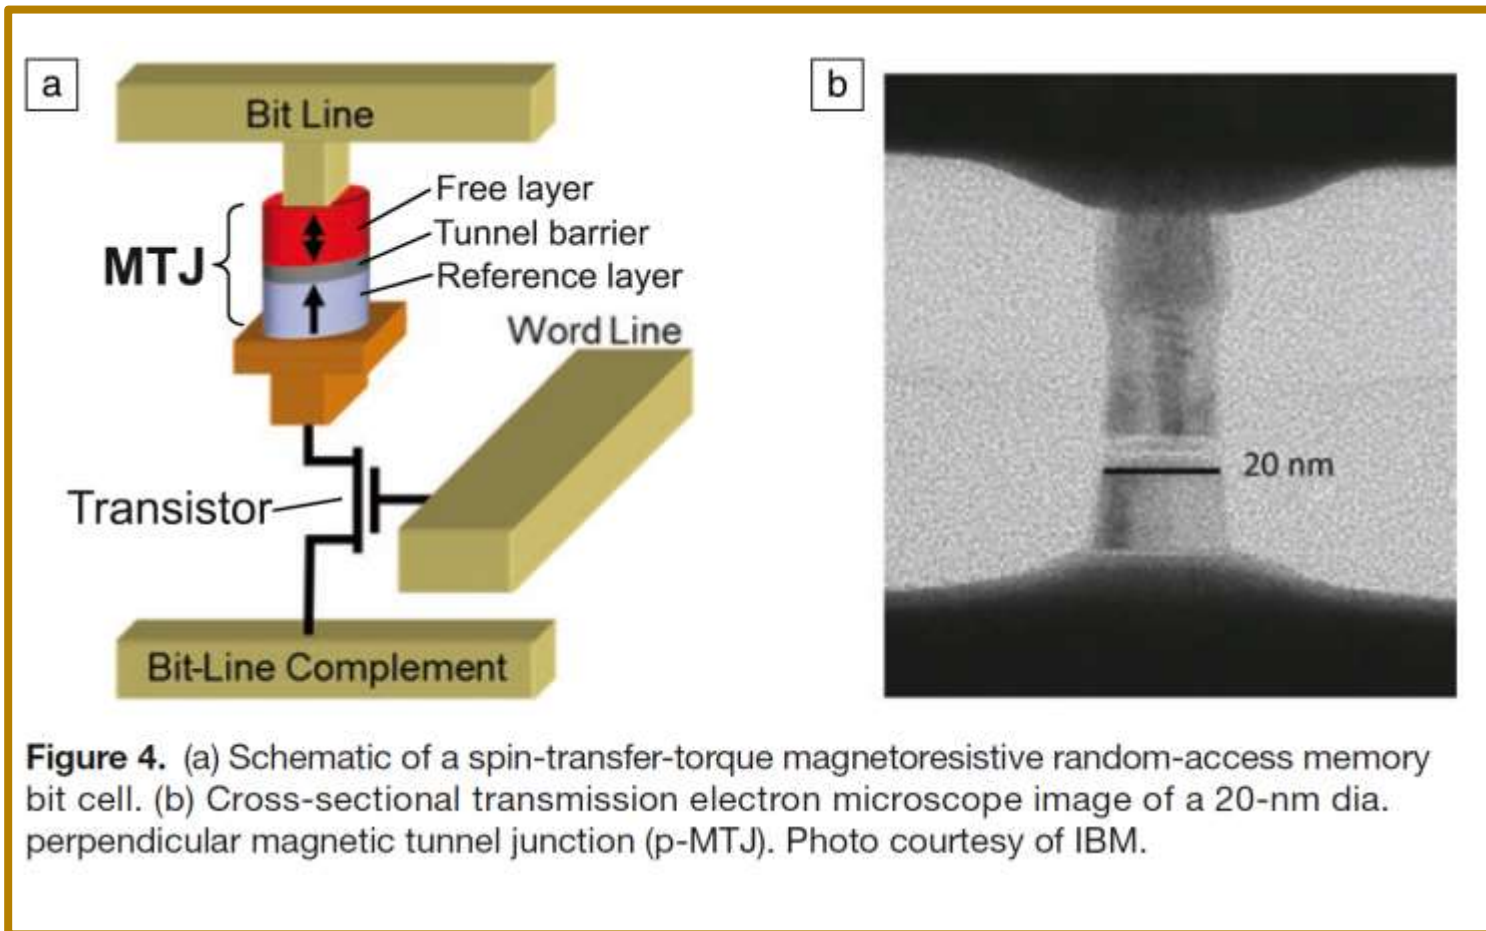 a
Bit Line
Free layer
Tunnel barrier
MTJ
Reference layer
Word Line
Transistor
Bit-Line Complement
b
20 nm
Figure 4. (a) Schematic of a spin-transfer-torque magnetoresistive random-access memory
bit cell. (b) Cross-sectional transmission electron microscope image of a 20-nm dia.
perpendicular magnetic tunnel junction (p-MTJ). Photo courtesy of IBM.